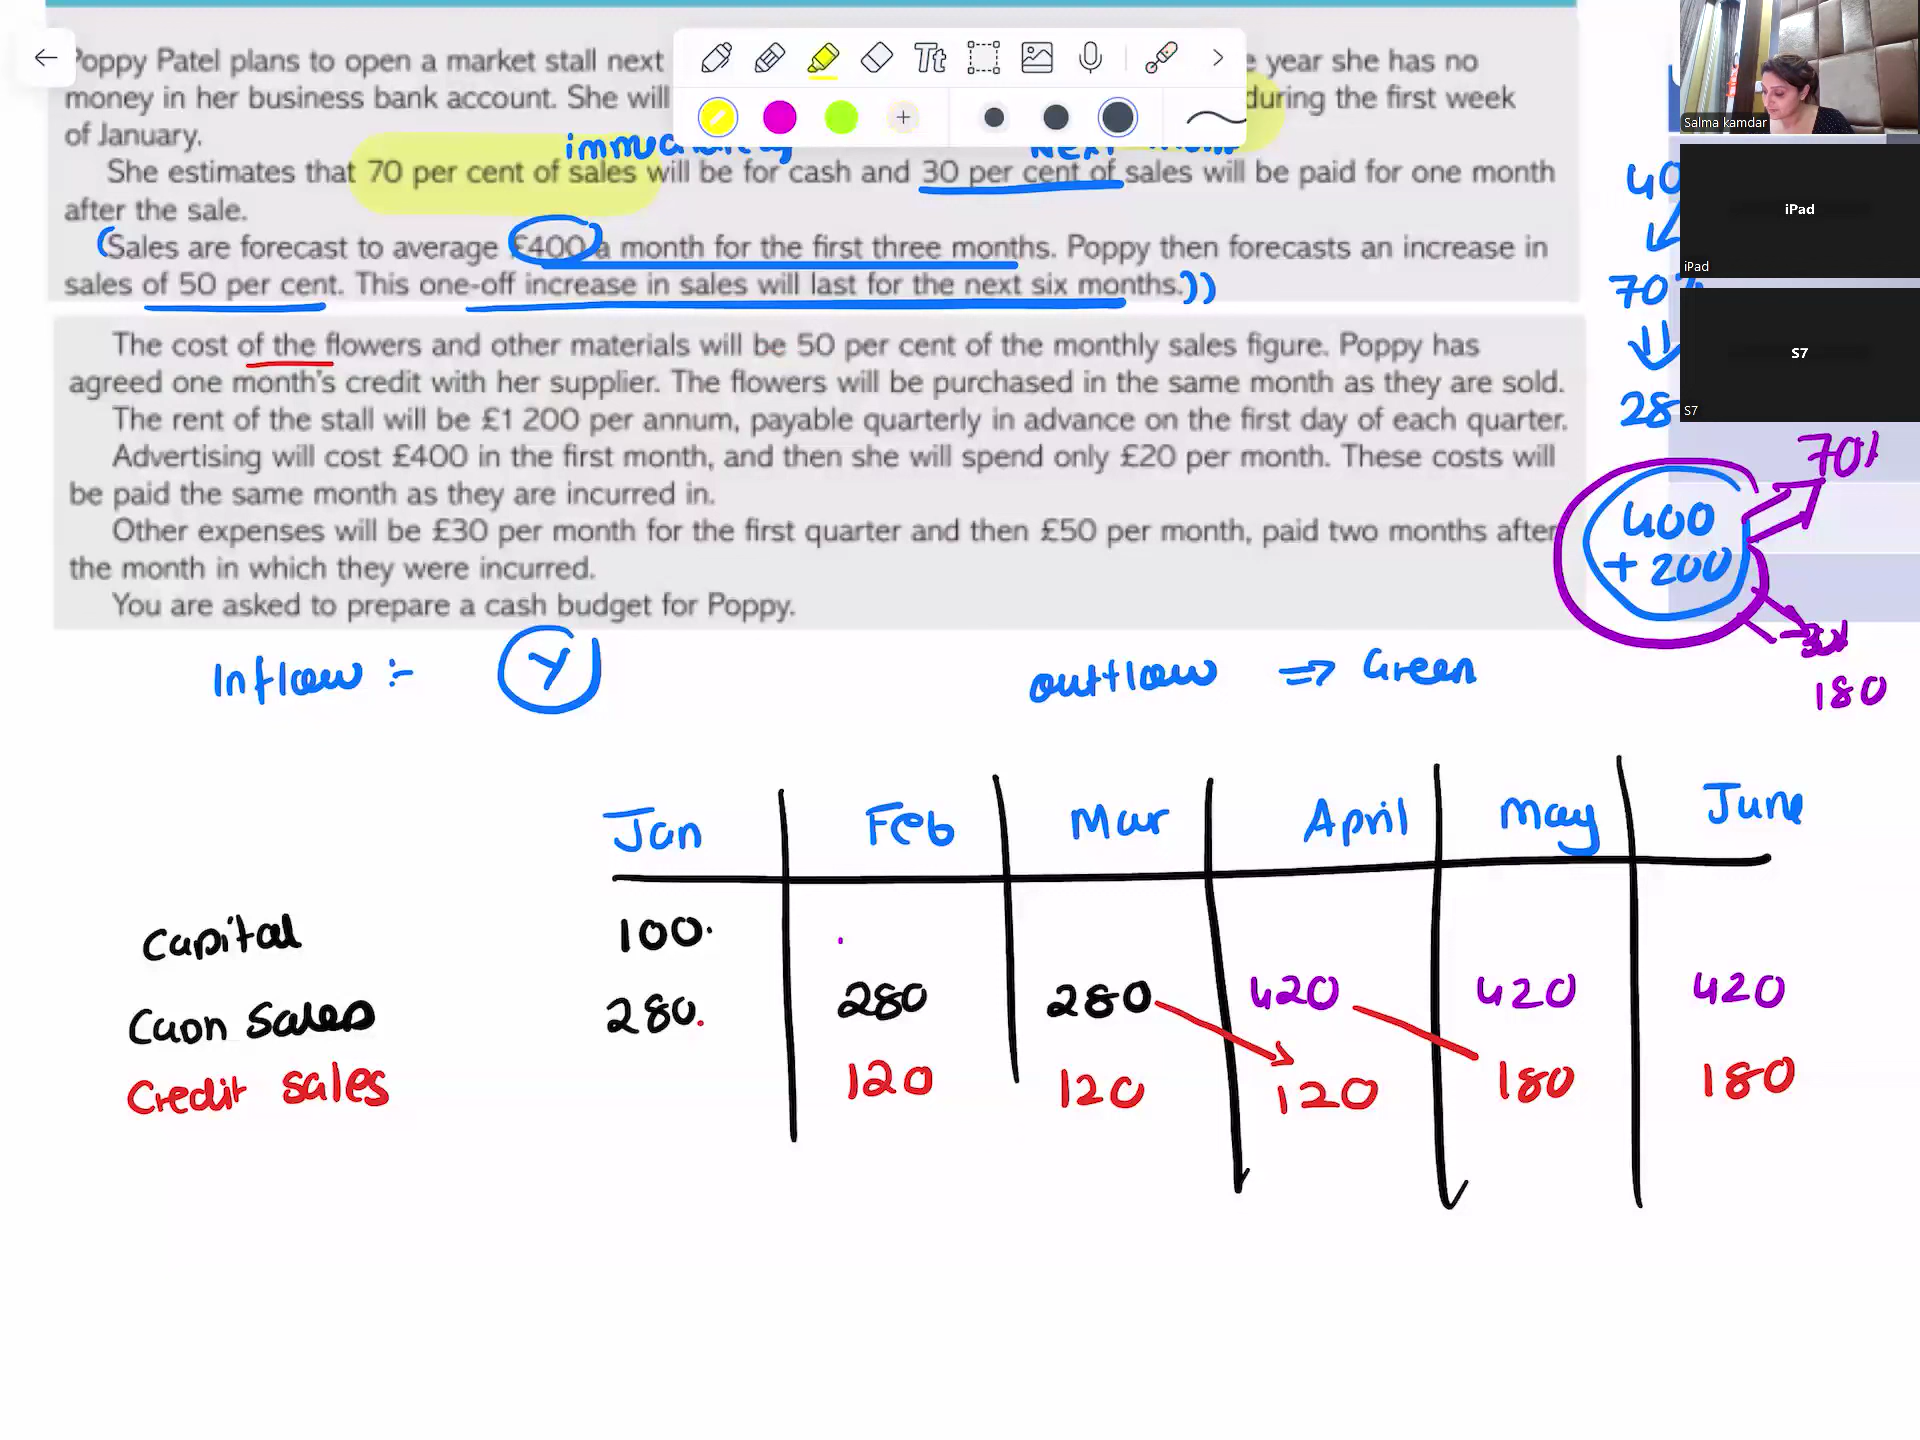 Poppy Patel plans to open a market stall next
e year she has no
money in her business bank account. She will
during the first week
of January.
Next
She estimates that 70 per cent of sales will be for cash and 30 per cent of sales will be paid for one month
after the sale.
(Sales are forecast to average £400 a month for the first three months. Poppy then forecasts an increase in
sales of 50 per cent. This one-off increase in sales will last for the next six months.))
The cost of the flowers and other materials will be 50 per cent of the monthly sales figure. Poppy has
agreed one month's credit with her supplier. The flowers will be purchased in the same month as they are sold.
The rent of the stall will be £1 200 per annum, payable quarterly in advance on the first day of each quarter.
Advertising will cost £400 in the first month, and then she will spend only £20 per month. These costs will
be paid the same month as they are incurred in.
Other expenses will be £30 per month for the first quarter and then £50 per month, paid two months after
the month in which they were incurred.
You are asked to prepare a cash budget for Poppy.
Tt
Salma kamdar
iPad
iPad
S7
S7
40
70%
28
70%
400
+ 200
180
Inflow :- Y
outflow => Green
Jan Feb Mar April May June
Capital 100.
Cash Sales 280. 280 280 420 420 420
Credit sales 120 120 120 180 180